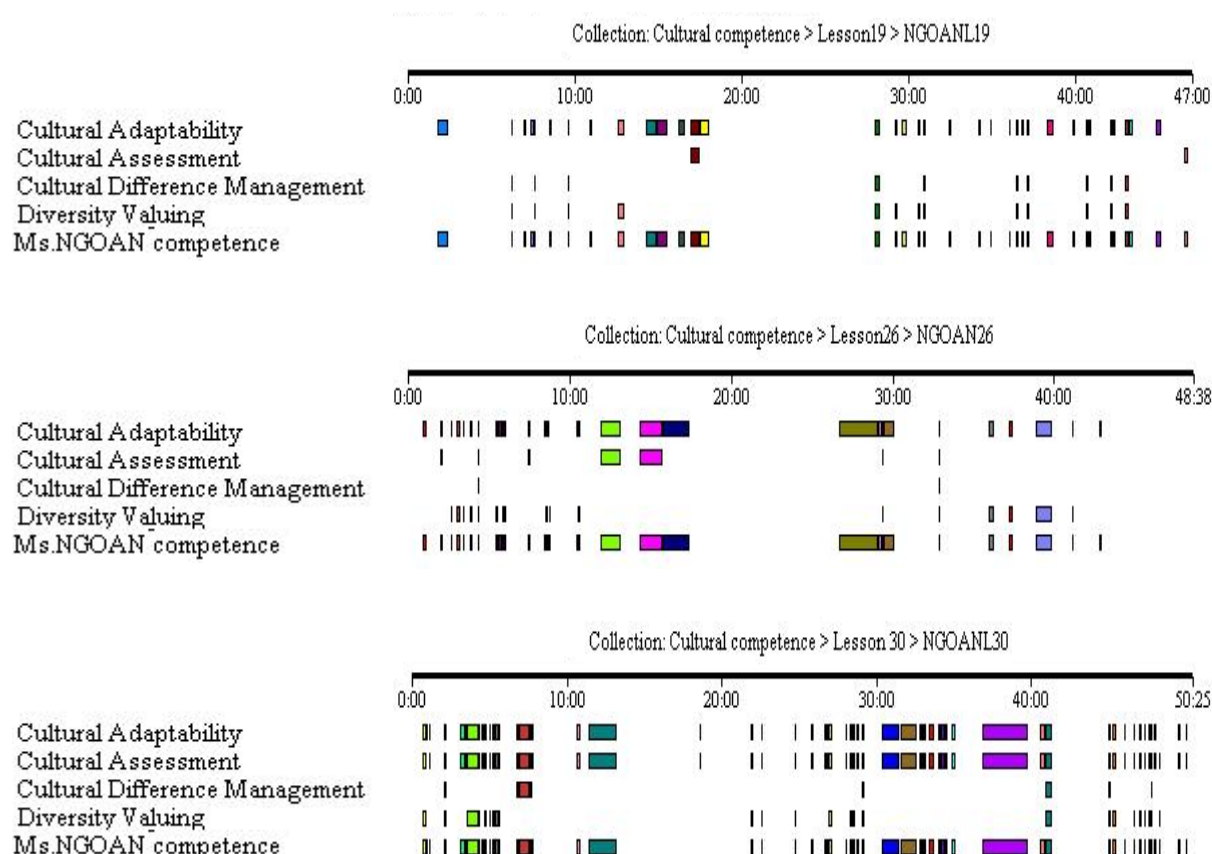 Collection: Cultural competence > Lesson19 > NGOANL19
0:00 10:00 20:00 30:00 40:00 47:00
Cultural Adaptability
Cultural Assessment
Cultural Difference Management
Diversity Valuing
Ms.NGOAN_competence
Collection: Cultural competence > Lesson26 > NGOAN26
0:00 10:00 20:00 30:00 40:00 48:38
Cultural Adaptability
Cultural Assessment
Cultural Difference Management
Diversity Valuing
Ms.NGOAN_competence
Collection: Cultural competence > Lesson 30 > NGOANL30
0:00 10:00 20:00 30:00 40:00 50:25
Cultural Adaptability
Cultural Assessment
Cultural Difference Management
Diversity Valuing
Ms.NGOAN competence